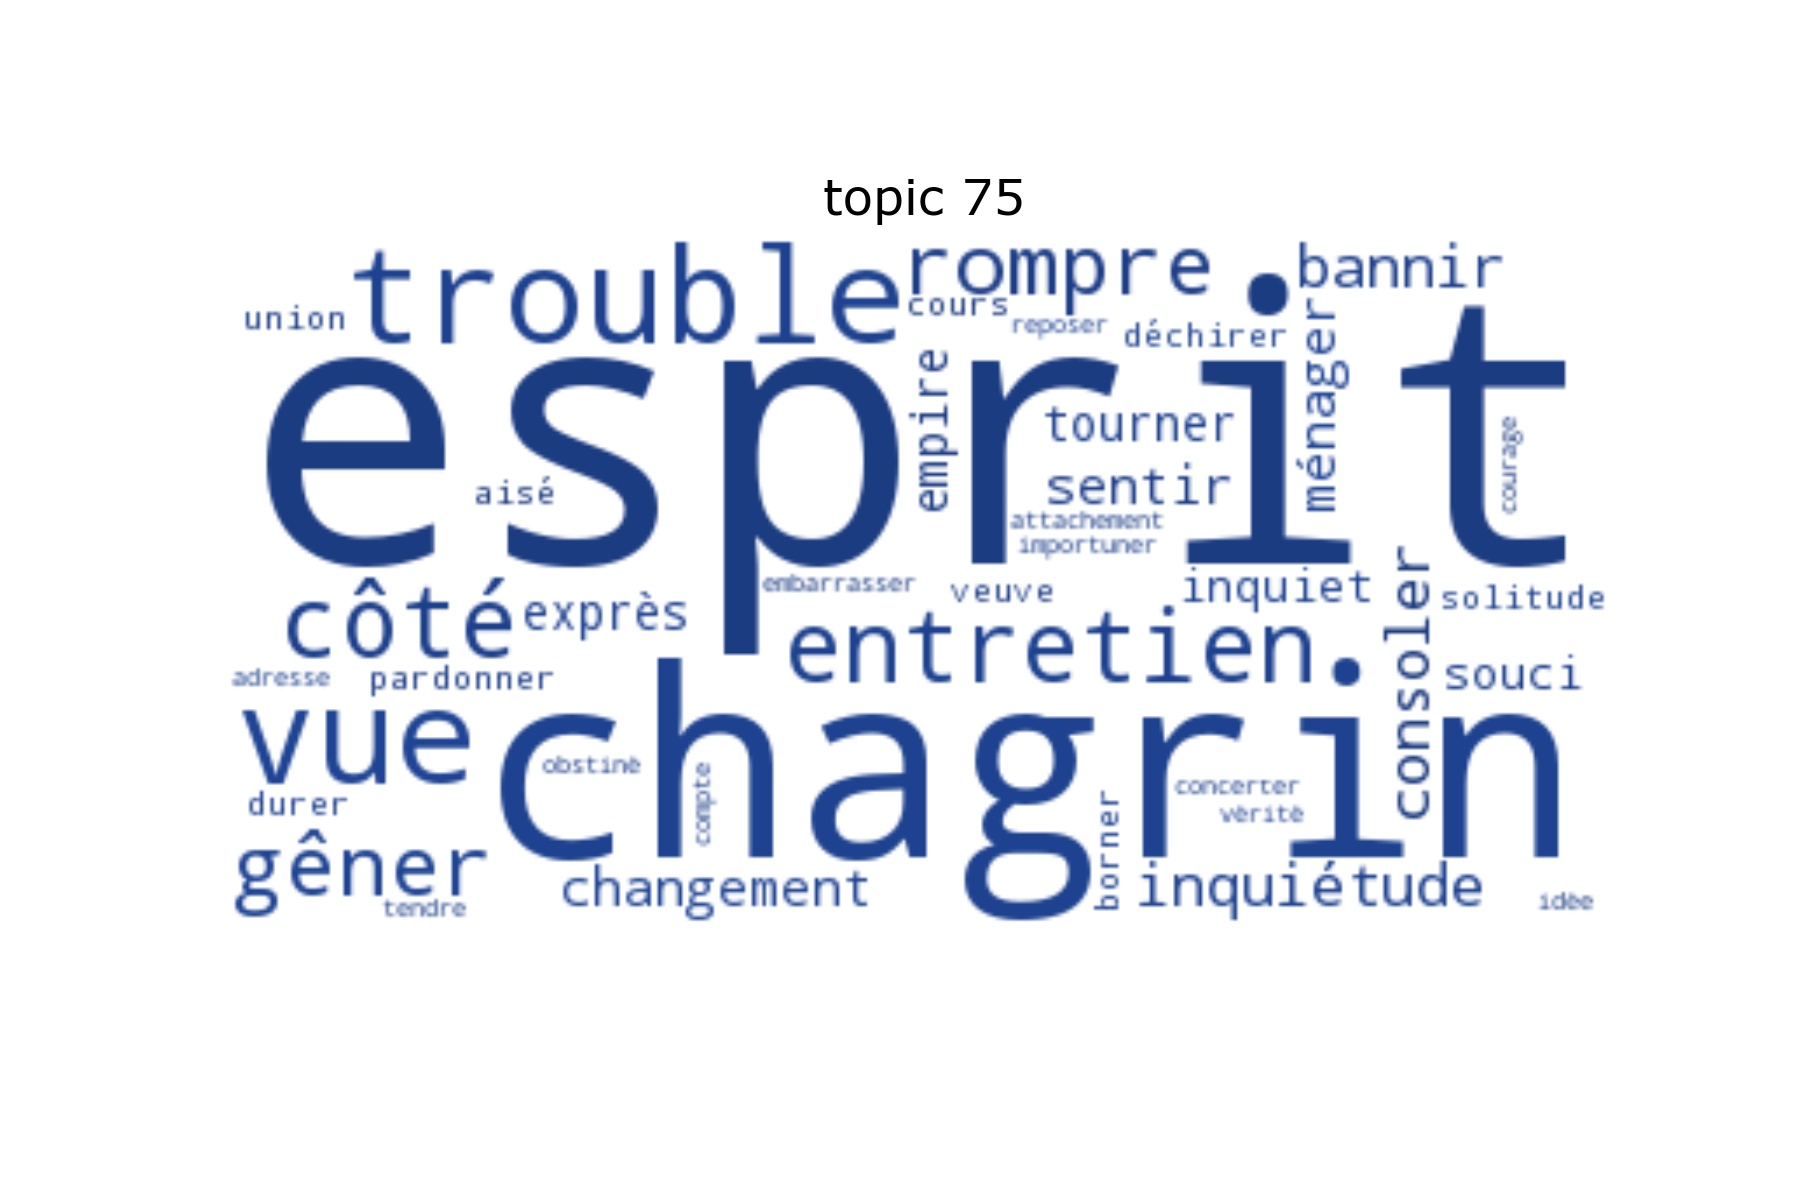 topic 75
trouble
rompre
bannir
union
cours
reposer
déchirer
ménager
esprit
empire
tourner
courage
aisé
sentir
attachement
importuner
embarrasser
veuve
inquiet
solitude
côté
exprès
entretien
consoler
adresse
pardonner
souci
vue
chagrin
obstiné
compte
concerter
vérité
durer
borner
gêner
tendre
changement
inquiétude
idée